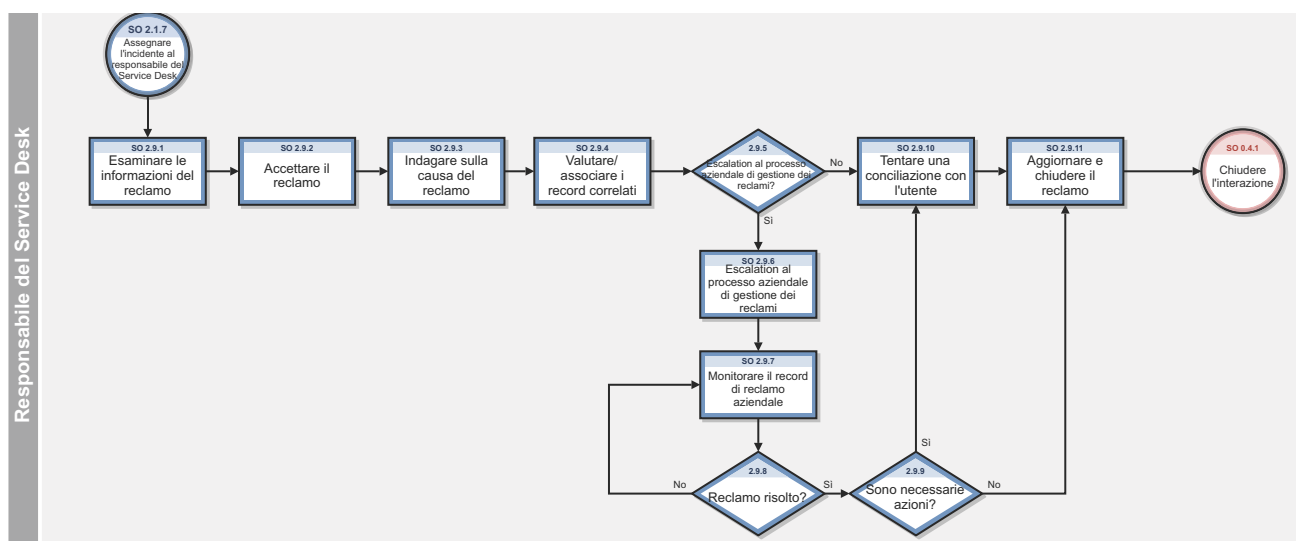 Responsabile del Service Desk
SO 2.1.7
Assegnare
l'incidente al
responsabile del
Service Desk
SO 2.9.1
Esaminare le
informazioni del
reclamo
SO 2.9.2
Accettare il
reclamo
SO 2.9.3
Indagare sulla
causa del
reclamo
SO 2.9.4
Valutare/
associare i
record correlati
2.9.5
Escalation al processo
aziendale di gestione dei
reclami?
No
Sì
SO 2.9.10
Tentare una
conciliazione con
l'utente
SO 2.9.11
Aggiornare e
chiudere il
reclamo
SO 0.4.1
Chiudere
l'interazione
SO 2.9.6
Escalation al
processo aziendale
di gestione dei
reclami
SO 2.9.7
Monitorare il record
di reclamo
aziendale
2.9.8
Reclamo risolto?
No
Sì
2.9.9
Sono necessarie
azioni?
Sì
No